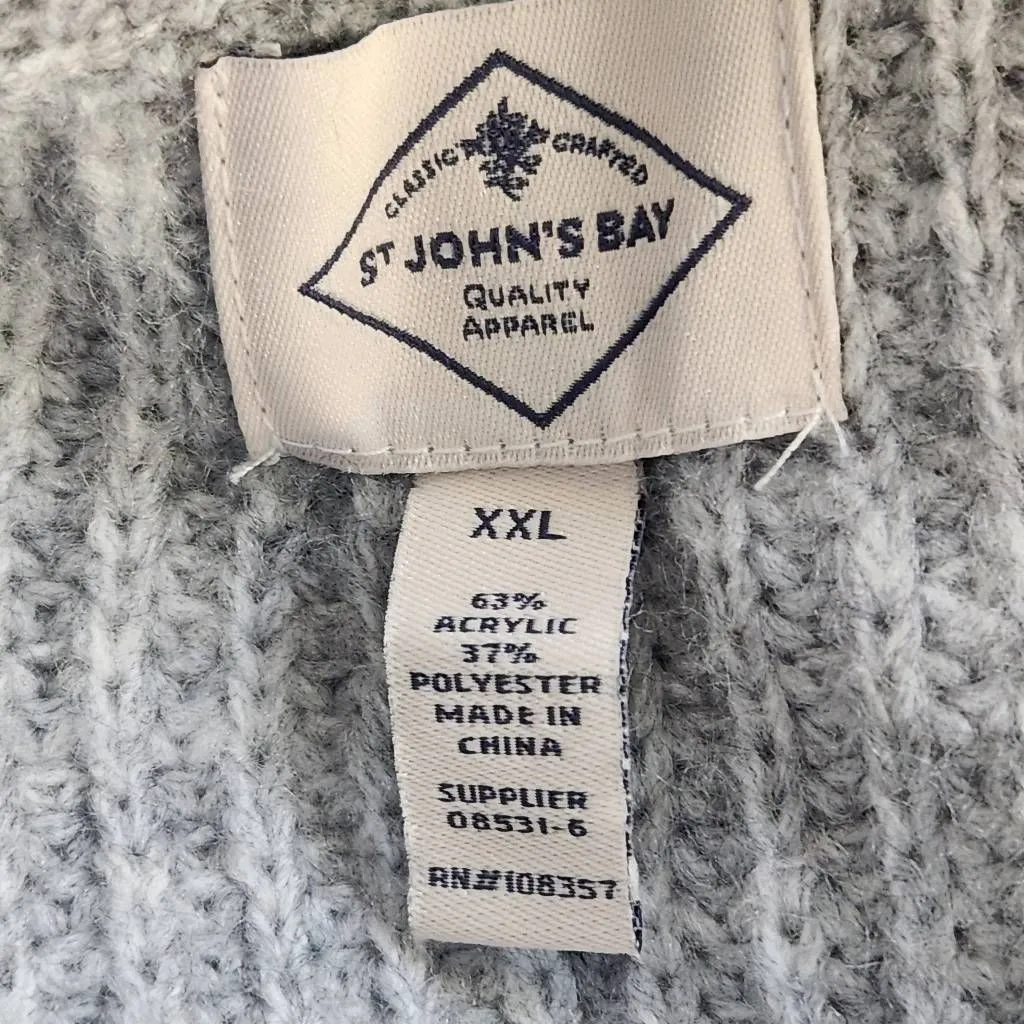 CLASSIC CRAFTED
ST JOHN'S BAY
QUALITY
APPAREL
XXL
63%
ACRYLIC
37%
POLYESTER
MADE IN
CHINA
SUPPLIER
08531-6
RN#108357